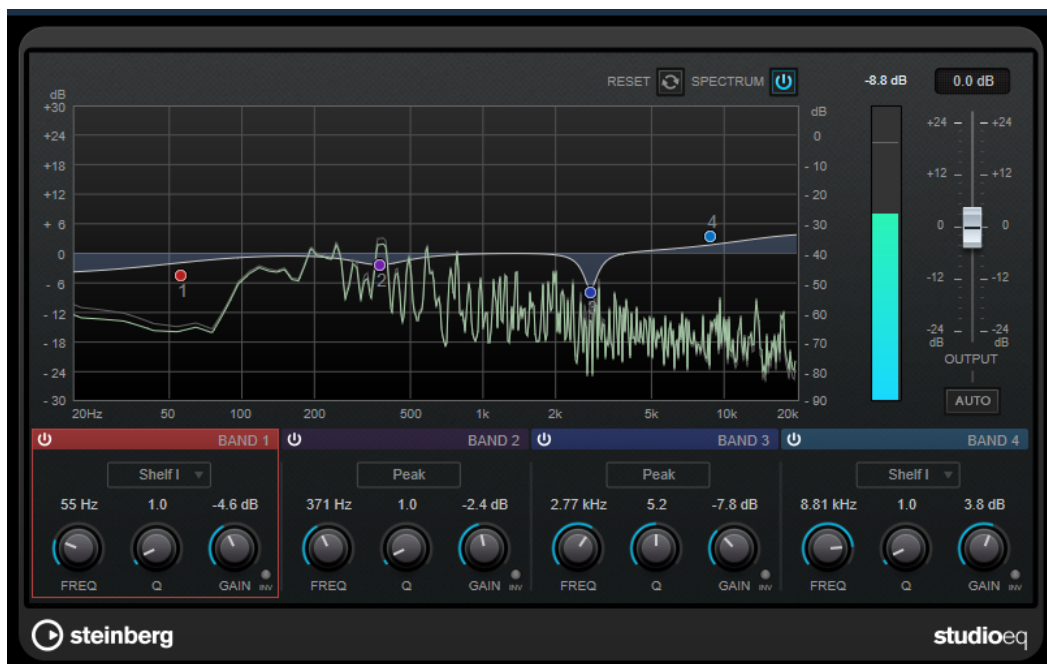 RESET SPECTRUM -8.8 dB 0.0 dB
dB
+30 dB
+24 0 +24 +24
+18 - 10
+12 - 20 +12 +12
+ 6 - 30
0 - 40 0 0
- 6 - 50
- 12 - 60 -12 -12
- 18 - 70
- 24 - 80 -24 -24
dB dB
- 30 - 90
1 2 3 4
OUTPUT
AUTO
20Hz 50 100 200 500 1k 2k 5k 10k 20k
BAND 1 BAND 2 BAND 3 BAND 4
Shelf I Peak Peak Shelf I
55 Hz 1.0 -4.6 dB 371 Hz 1.0 -2.4 dB 2.77 kHz 5.2 -7.8 dB 8.81 kHz 1.0 3.8 dB
FREQ Q GAIN INV FREQ Q GAIN INV FREQ Q GAIN INV FREQ Q GAIN INV
steinberg studioeq